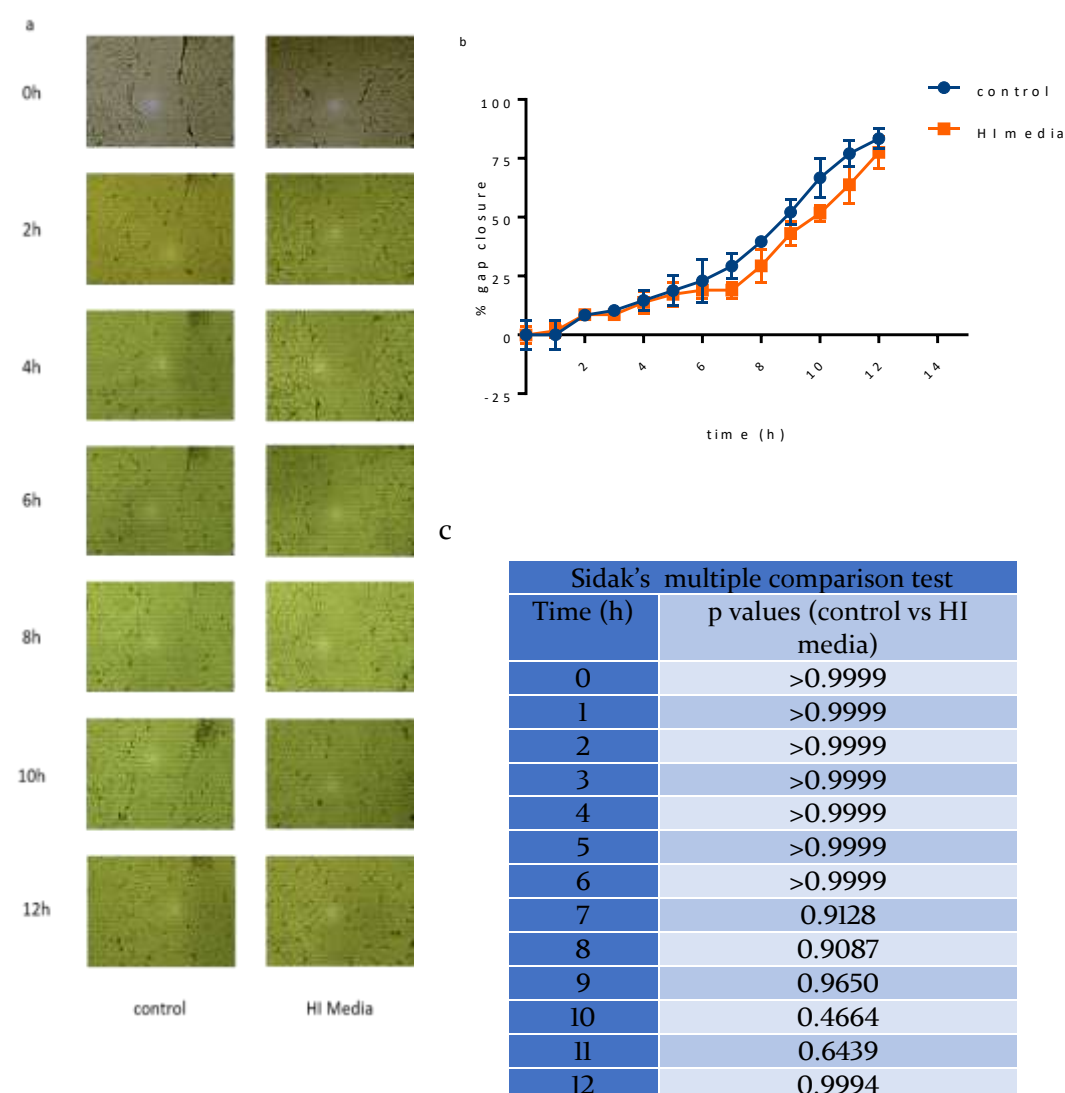 a
0h
2h
4h
6h
8h
10h
12h
control HI Media
b
100
75
50
25
0
-25
% gap closure
2 4 6 8 10 12 14
time (h)
control
HI media
c
Sidak's multiple comparison test
Time (h) p values (control vs HI
media)
0 >0.9999
1 >0.9999
2 >0.9999
3 >0.9999
4 >0.9999
5 >0.9999
6 >0.9999
7 0.9128
8 0.9087
9 0.9650
10 0.4664
11 0.6439
12 0.9994